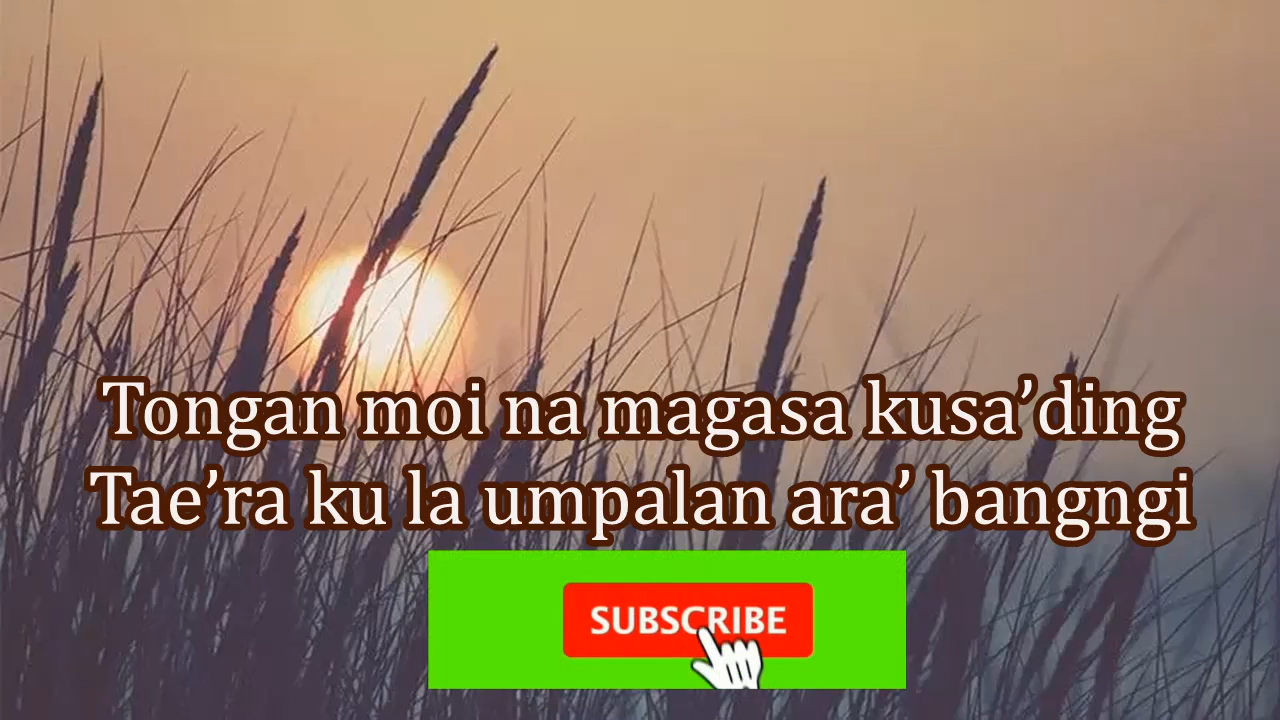 Tongan moi na magasa kusa’ding
Tae’ra ku la umpalan ara’ bangngi
SUBSCRIBE